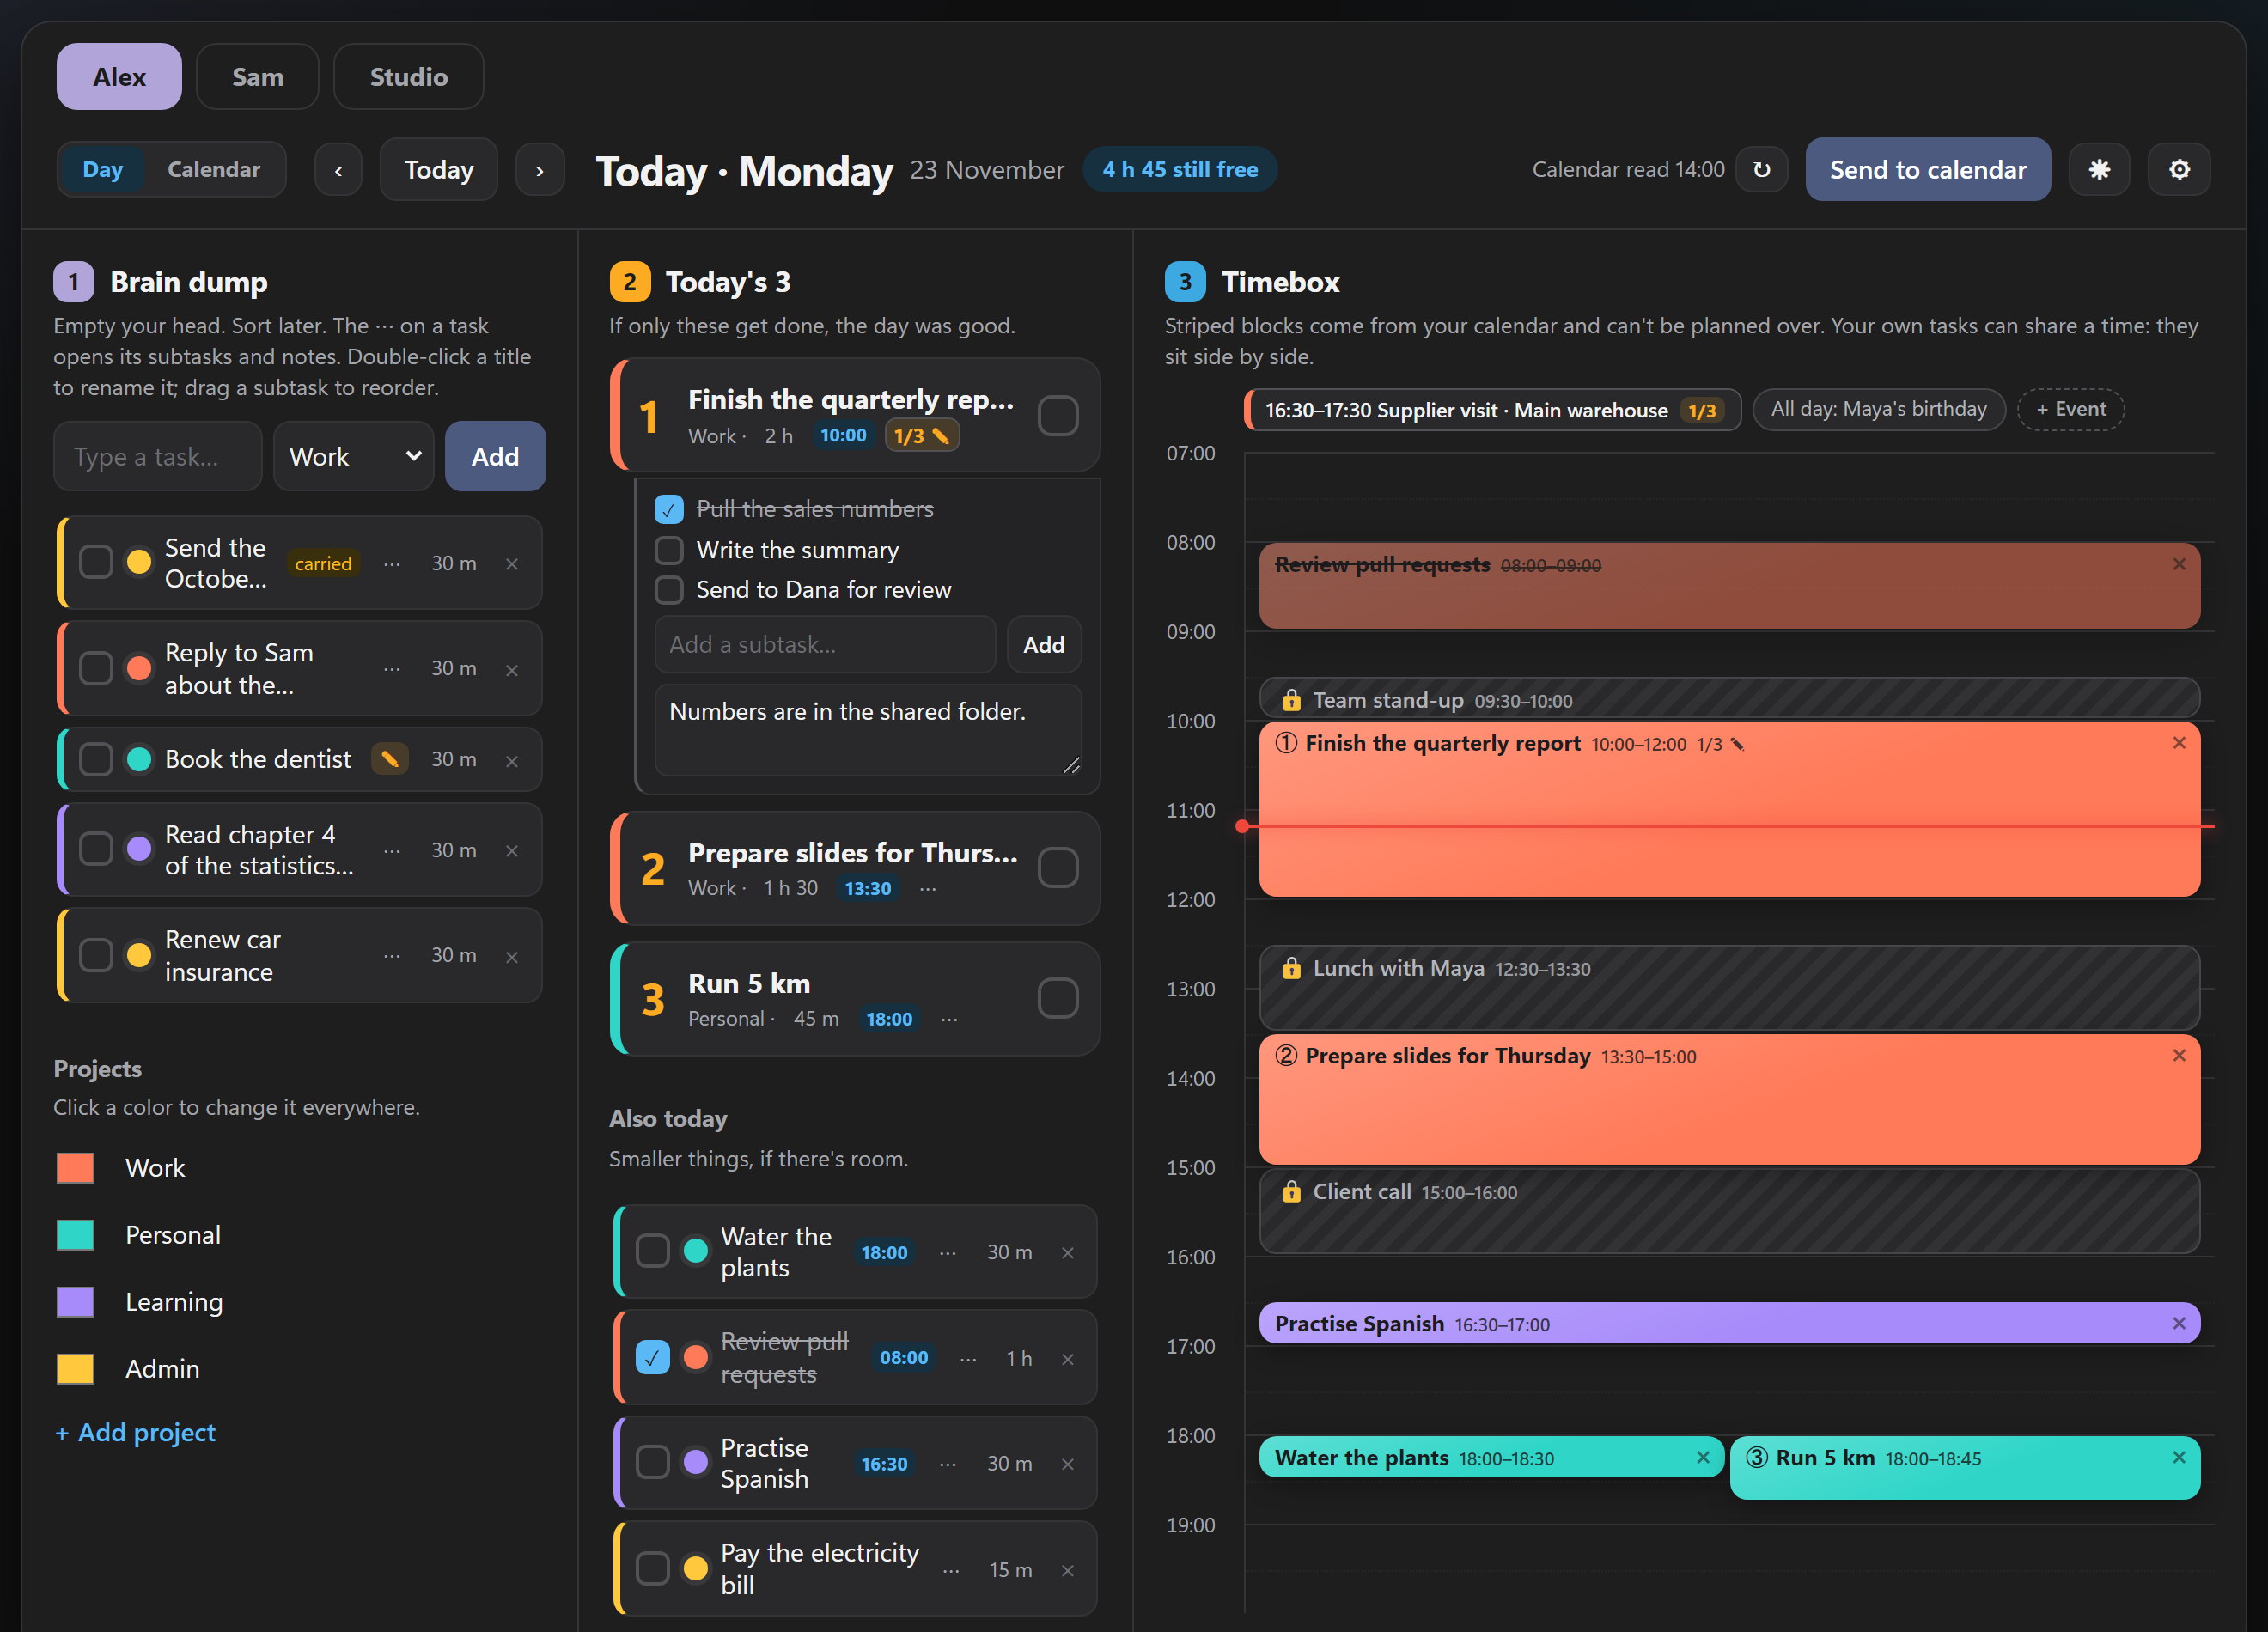 Alex
Sam
Studio
Day
Calendar
‹
Today
›
Today · Monday
23 November
4 h 45 still free
Calendar read 14:00
↻
Send to calendar
1 Brain dump
Empty your head. Sort later. The ··· on a task
opens its subtasks and notes. Double-click a title
to rename it; drag a subtask to reorder.
Type a task...
Work
Add
Send the
Octobe...
carried
···
30 m
×
Reply to Sam
about the...
···
30 m
×
Book the dentist
30 m
×
Read chapter 4
of the statistics...
···
30 m
×
Renew car
insurance
···
30 m
×
Projects
Click a color to change it everywhere.
Work
Personal
Learning
Admin
+ Add project
2 Today's 3
If only these get done, the day was good.
1
Finish the quarterly rep...
Work · 2 h 10:00 1/3
✓ Pull the sales numbers
Write the summary
Send to Dana for review
Add a subtask...
Add
Numbers are in the shared folder.
2
Prepare slides for Thurs...
Work · 1 h 30 13:30 ···
3
Run 5 km
Personal · 45 m 18:00 ···
Also today
Smaller things, if there's room.
Water the
plants
18:00
···
30 m
×
✓
Review pull
requests
08:00
···
1 h
×
Practise
Spanish
16:30
···
30 m
×
Pay the electricity
bill
···
15 m
×
3 Timebox
Striped blocks come from your calendar and can't be planned over. Your own tasks can share a time: they
sit side by side.
16:30–17:30 Supplier visit · Main warehouse 1/3
All day: Maya's birthday
+ Event
07:00
08:00
Review pull requests 08:00–09:00 ×
09:00
Team stand-up 09:30–10:00
10:00
① Finish the quarterly report 10:00–12:00 1/3 ×
11:00
12:00
Lunch with Maya 12:30–13:30
13:00
② Prepare slides for Thursday 13:30–15:00 ×
14:00
15:00
Client call 15:00–16:00
16:00
Practise Spanish 16:30–17:00 ×
17:00
18:00
Water the plants 18:00–18:30 ×
③ Run 5 km 18:00–18:45 ×
19:00